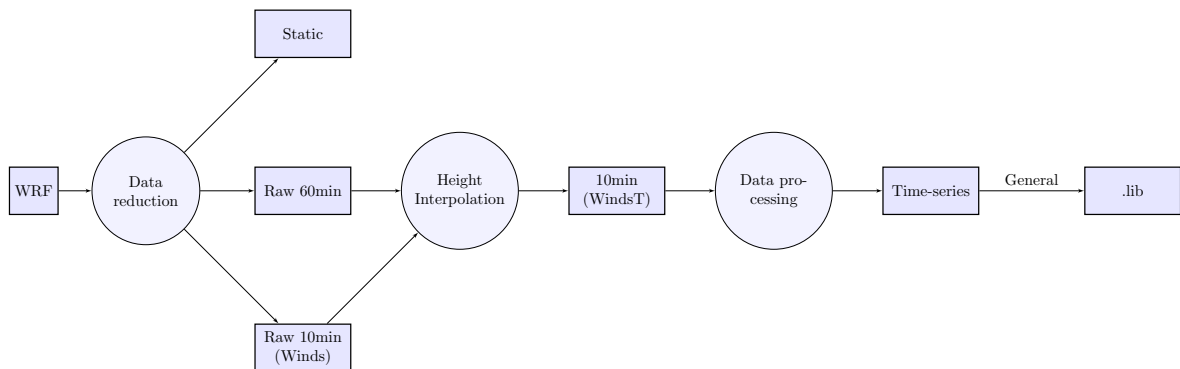 Static
WRF
Data
reduction
Raw 60min
Height
Interpolation
10min
(WindsT)
Data pro-
cessing
Time-series
General
.lib
Raw 10min
(Winds)